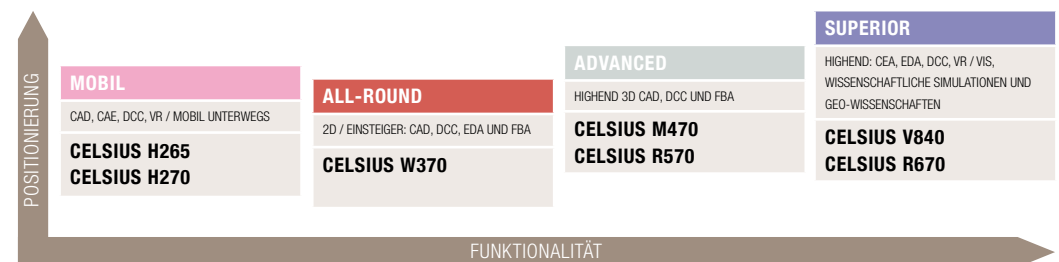 POSITIONIERUNG
MOBIL
CAD, CAE, DCC, VR / MOBIL UNTERWEGS
CELSIUS H265
CELSIUS H270
ALL-ROUND
2D / EINSTEIGER: CAD, DCC, EDA UND FBA
CELSIUS W370
ADVANCED
HIGHEND 3D CAD, DCC UND FBA
CELSIUS M470
CELSIUS R570
SUPERIOR
HIGHEND: CEA, EDA, DCC, VR / VIS,
WISSENSCHAFTLICHE SIMULATIONEN UND
GEO-WISSENSCHAFTEN
CELSIUS V840
CELSIUS R670
FUNKTIONALITÄT